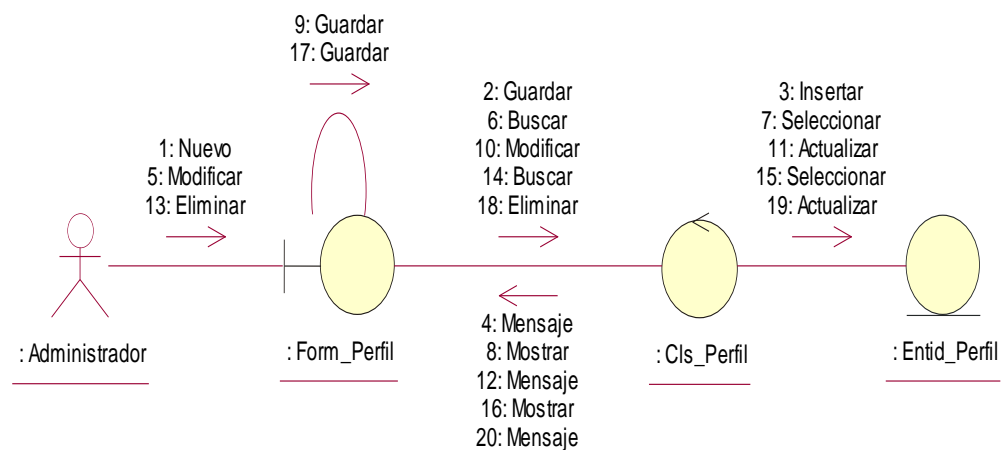 9: Guardar
17: Guardar
1: Nuevo
5: Modificar
13: Eliminar
2: Guardar
6: Buscar
10: Modificar
14: Buscar
18: Eliminar
3: Insertar
7: Seleccionar
11: Actualizar
15: Seleccionar
19: Actualizar
4: Mensaje
8: Mostrar
12: Mensaje
16: Mostrar
20: Mensaje
: Administrador
: Form_Perfil
: Cls_Perfil
: Entid_Perfil